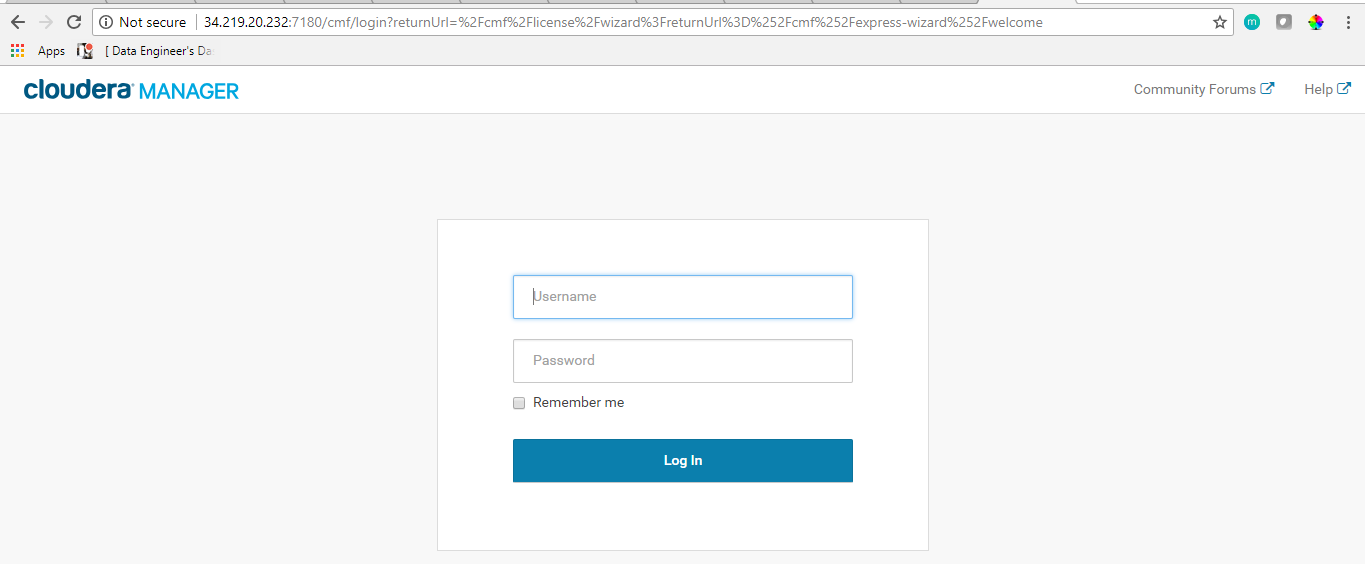 Not secure 34.219.20.232:7180/cmf/login?returnUrl=%2Fcmf%2Flicense%2Fwizard%3FreturnUrl%3D%252Fcmf%252Fexpress-wizard%252Fwelcome
m
Apps [ Data Engineer's Da
cloudera MANAGER
Community Forums Help
Username
Password
Remember me
Log In